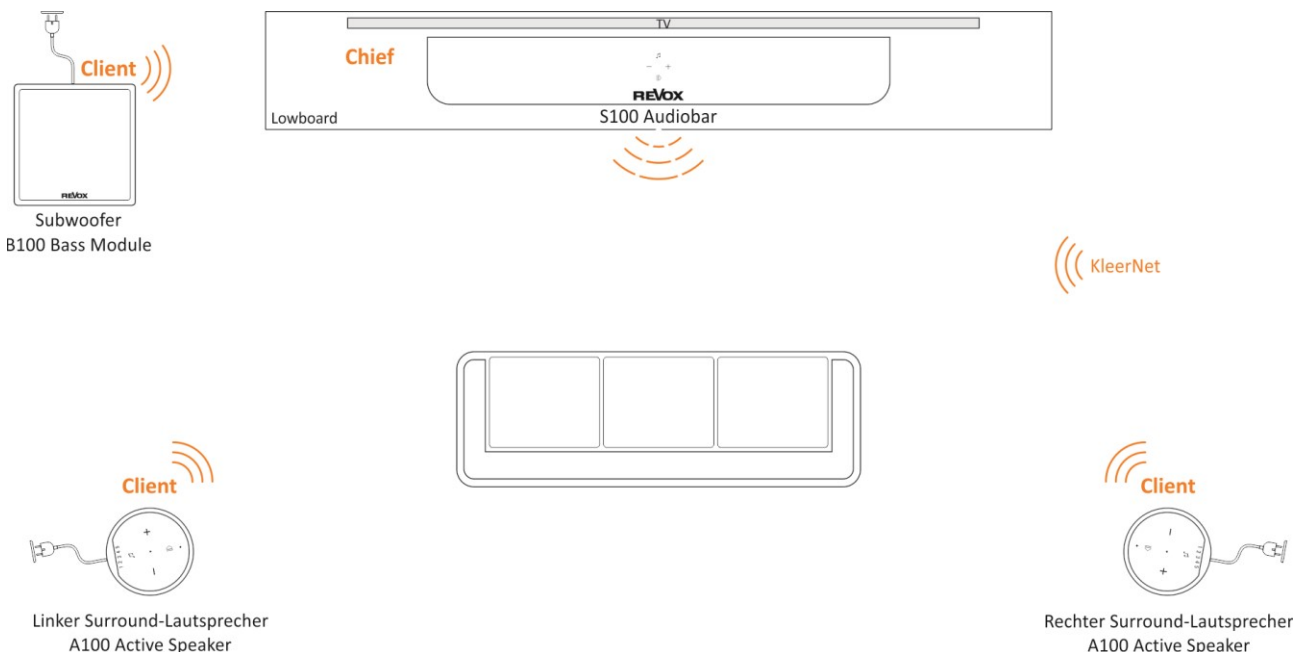 TV
Client
Chief
REVOX
Lowboard
S100 Audiobar
REVOX
Subwoofer
B100 Bass Module
KleerNet
Client
Client
Linker Surround-Lautsprecher
A100 Active Speaker
Rechter Surround-Lautsprecher
A100 Active Speaker